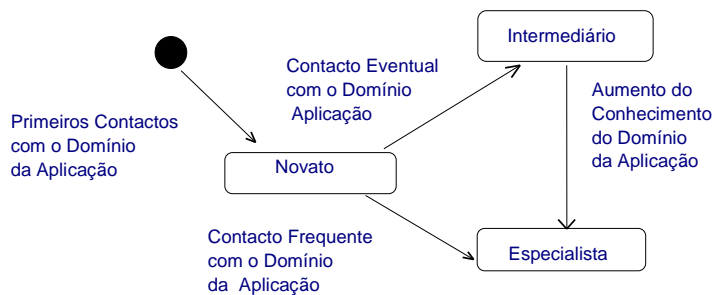 Intermediário
Contacto Eventual
com o Domínio
Aplicação
Aumento do
Conhecimento
do Domínio
da Aplicação
Primeiros Contactos
com o Domínio
da Aplicação
Novato
Contacto Frequente
com o Domínio
da Aplicação
Especialista